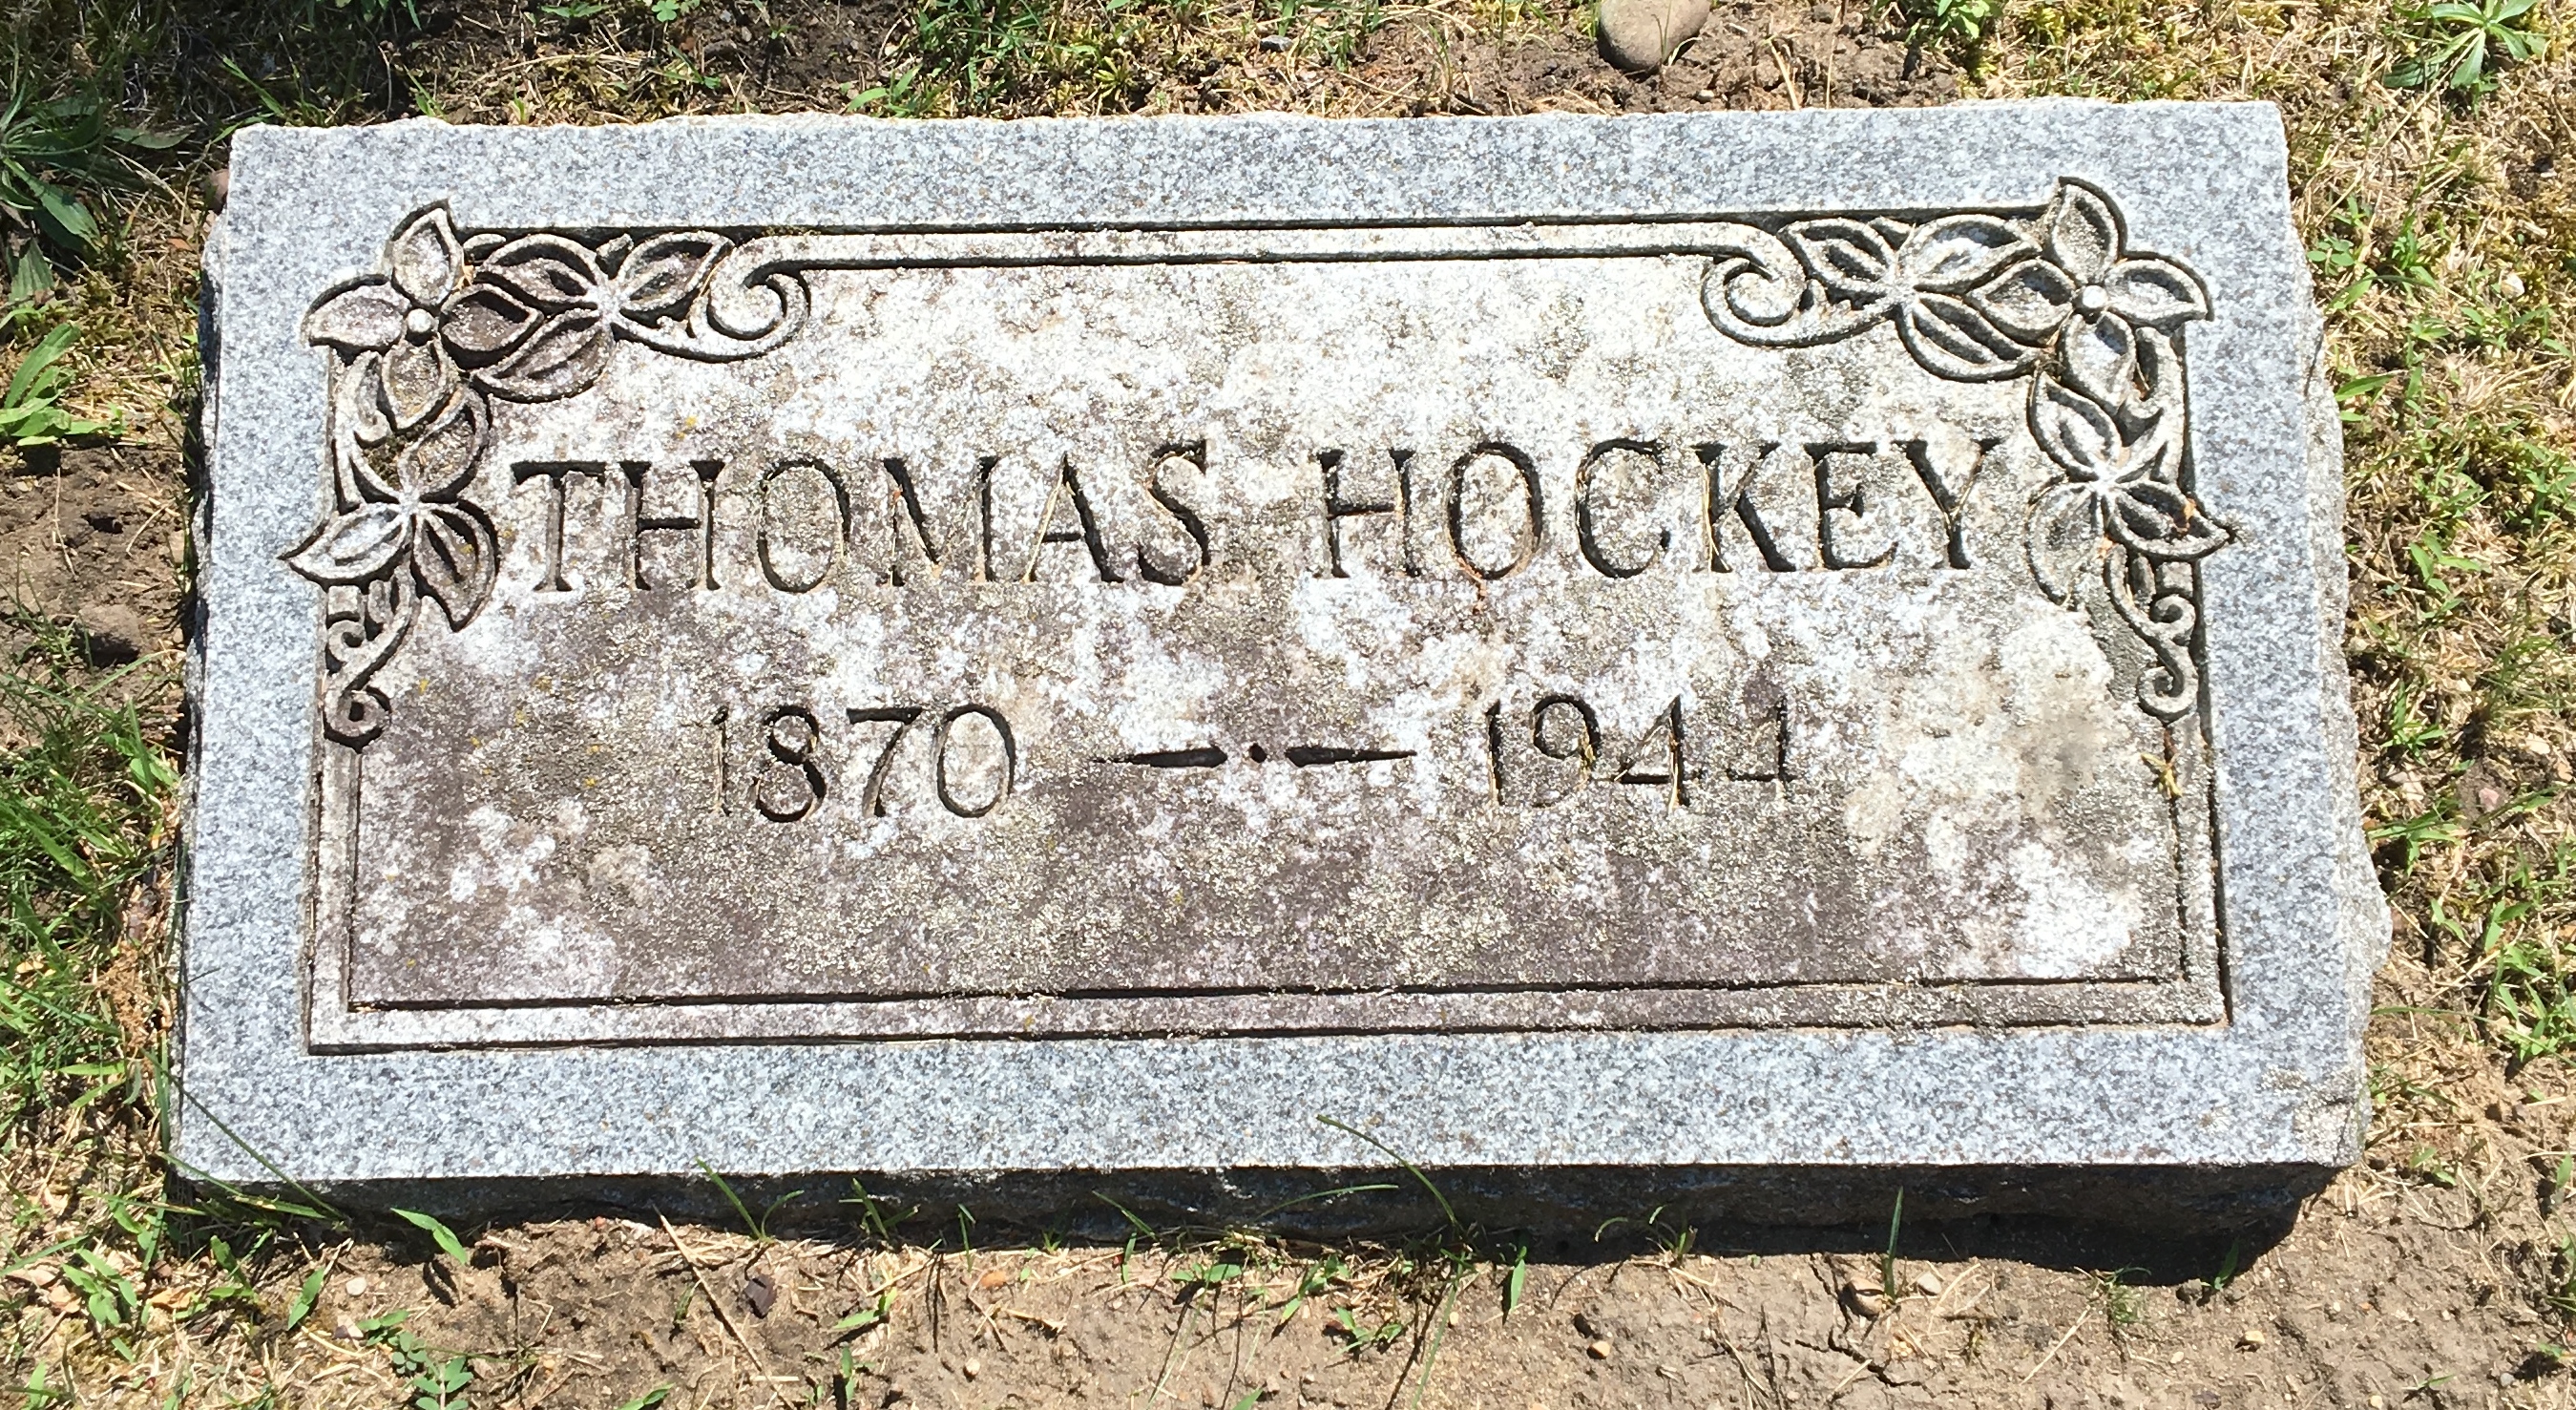 THOMAS HOCKEY
1870 — · — 1944